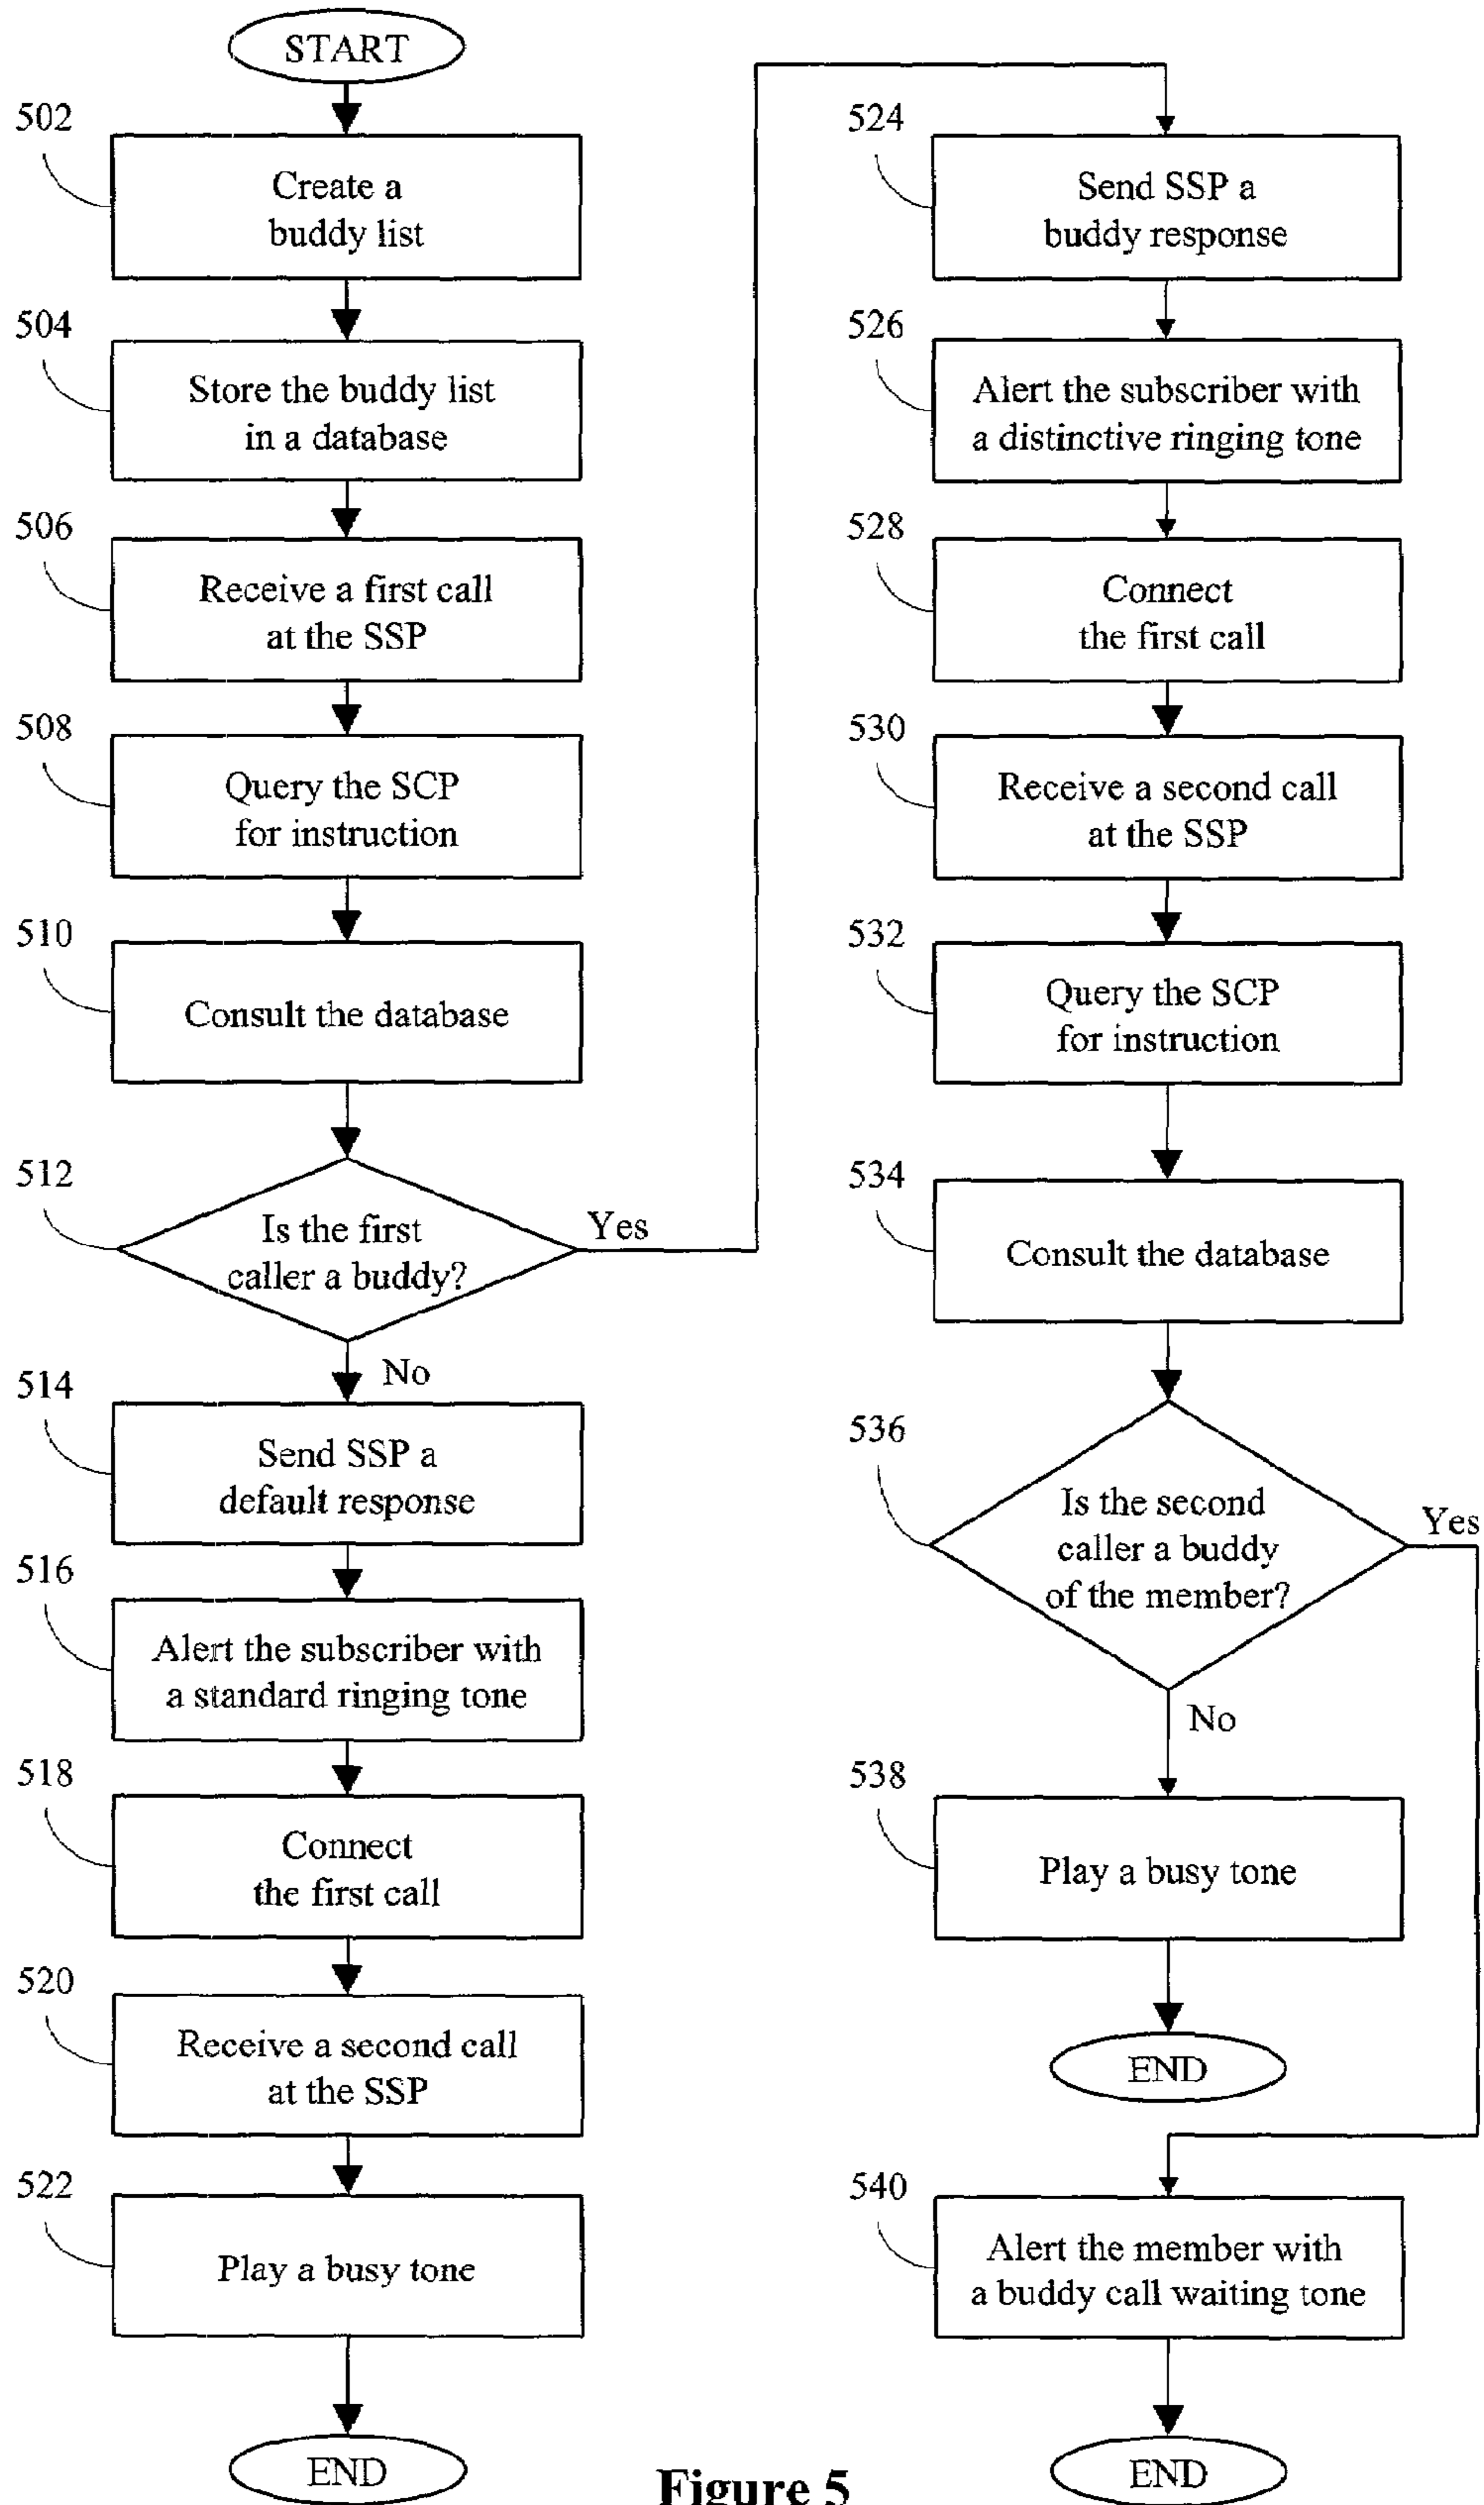 START
502
Create a
buddy list
504
Store the buddy list
in a database
506
Receive a first call
at the SSP
508
Query the SCP
for instruction
510
Consult the database
512
Is the first
caller a buddy?
Yes
No
514
Send SSP a
default response
516
Alert the subscriber with
a standard ringing tone
518
Connect
the first call
520
Receive a second call
at the SSP
522
Play a busy tone
END
524
Send SSP a
buddy response
526
Alert the subscriber with
a distinctive ringing tone
528
Connect
the first call
530
Receive a second call
at the SSP
532
Query the SCP
for instruction
534
Consult the database
536
Is the second
caller a buddy
of the member?
Yes
No
538
Play a busy tone
END
540
Alert the member with
a buddy call waiting tone
END
Figure 5